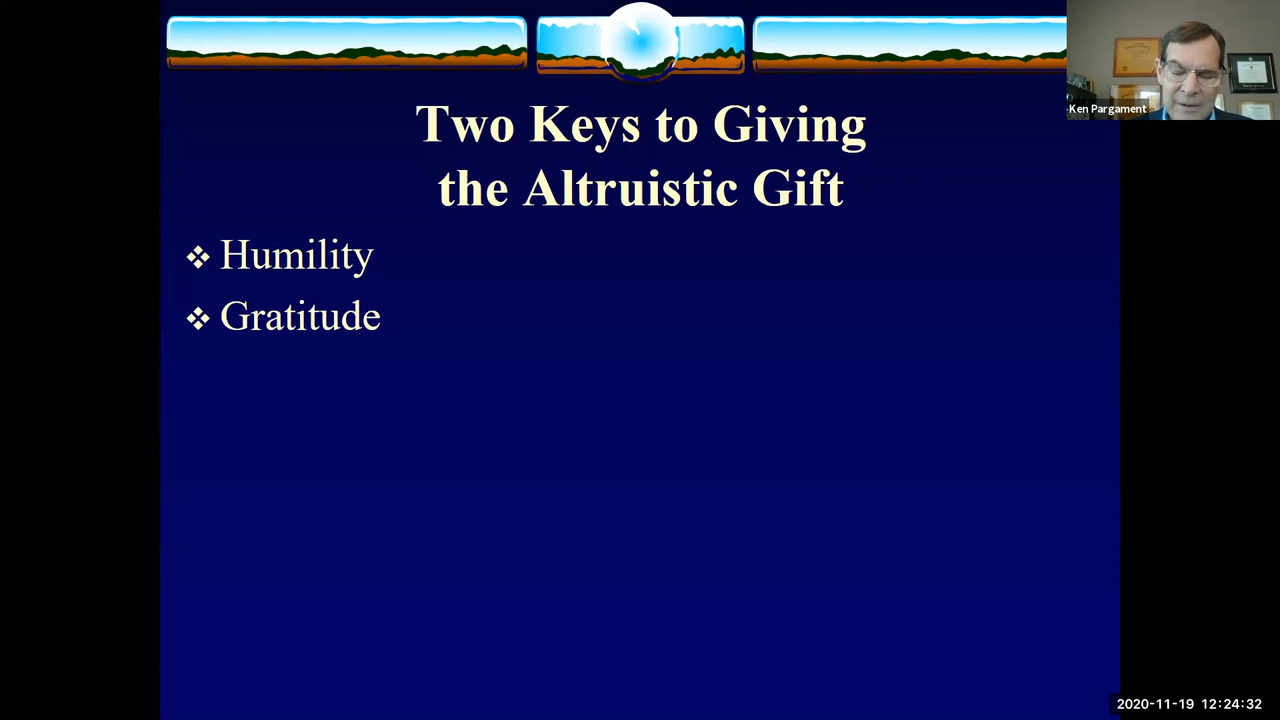 Two Keys to Giving
the Altruistic Gift
❖ Humility
❖ Gratitude
Ken Pargament
2020-11-19 12:24:32